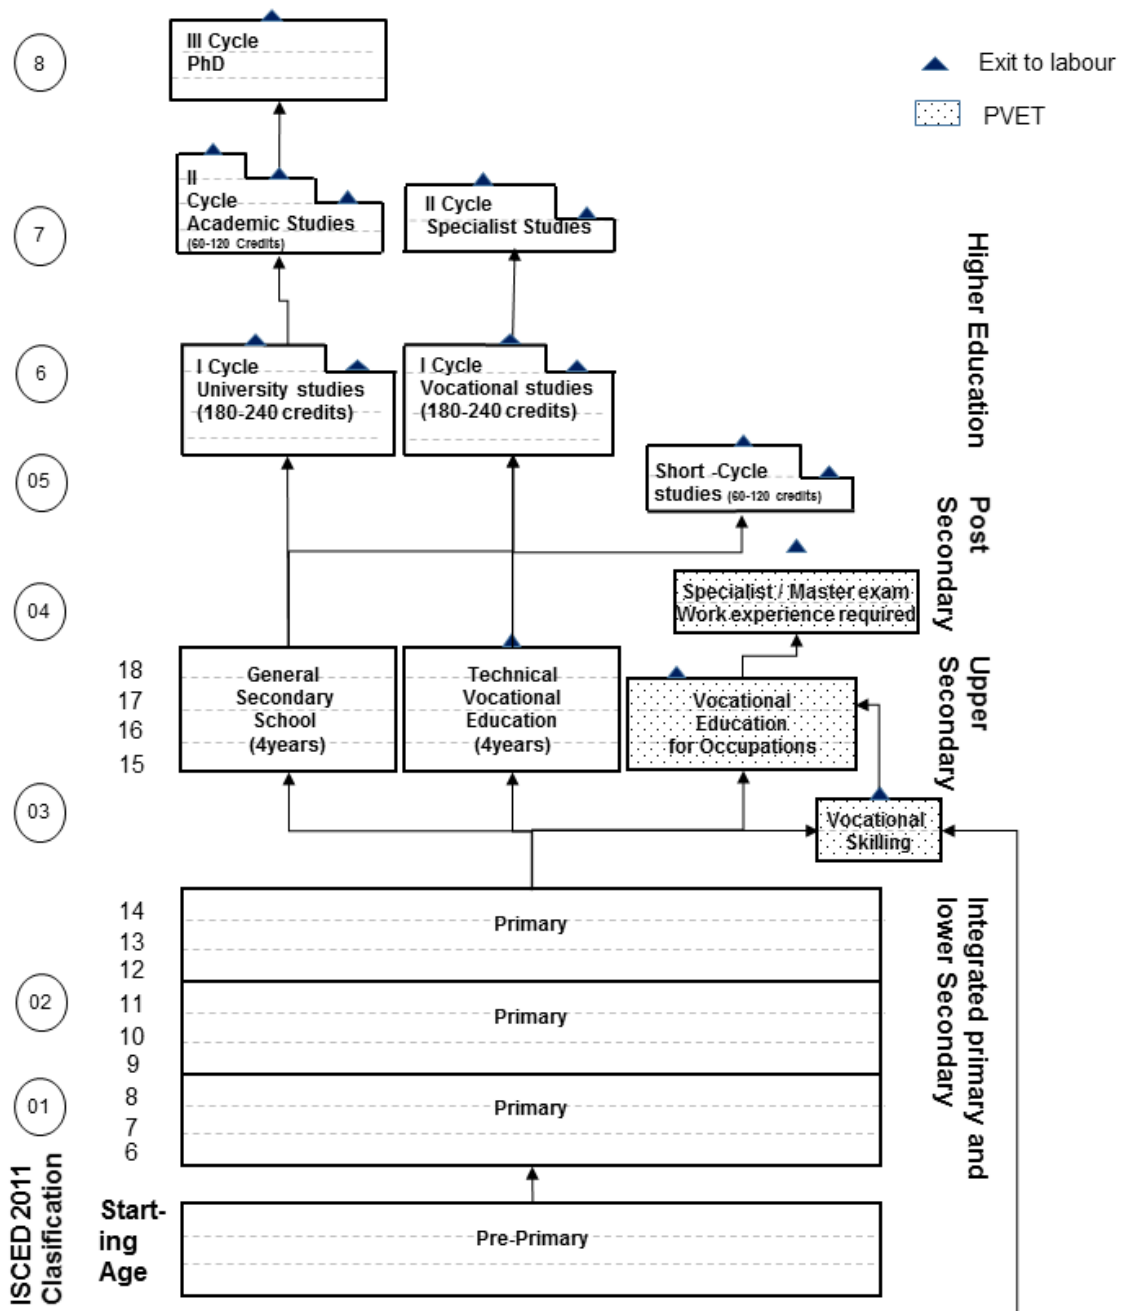 8
III Cycle
PhD
Exit to labour
PVET
7
II
Cycle
Academic Studies
(60-120 Credits)
II Cycle
Specialist Studies
Higher Education
6
I Cycle
University studies
(180-240 credits)
I Cycle
Vocational studies
(180-240 credits)
05
Short -Cycle
studies (60-120 credits)
Post
Secondary
04
Specialist / Master exam
Work experience required
18
17
16
15
General
Secondary
School
(4years)
Technical
Vocational
Education
(4years)
Vocational
Education
for Occupations
Upper
Secondary
03
Vocational
Skilling
14
13
12
Primary
02
11
10
9
Primary
Integrated primary and
lower Secondary
01
8
7
6
Primary
ISCED 2011
Clasification
Start-
ing
Age
Pre-Primary